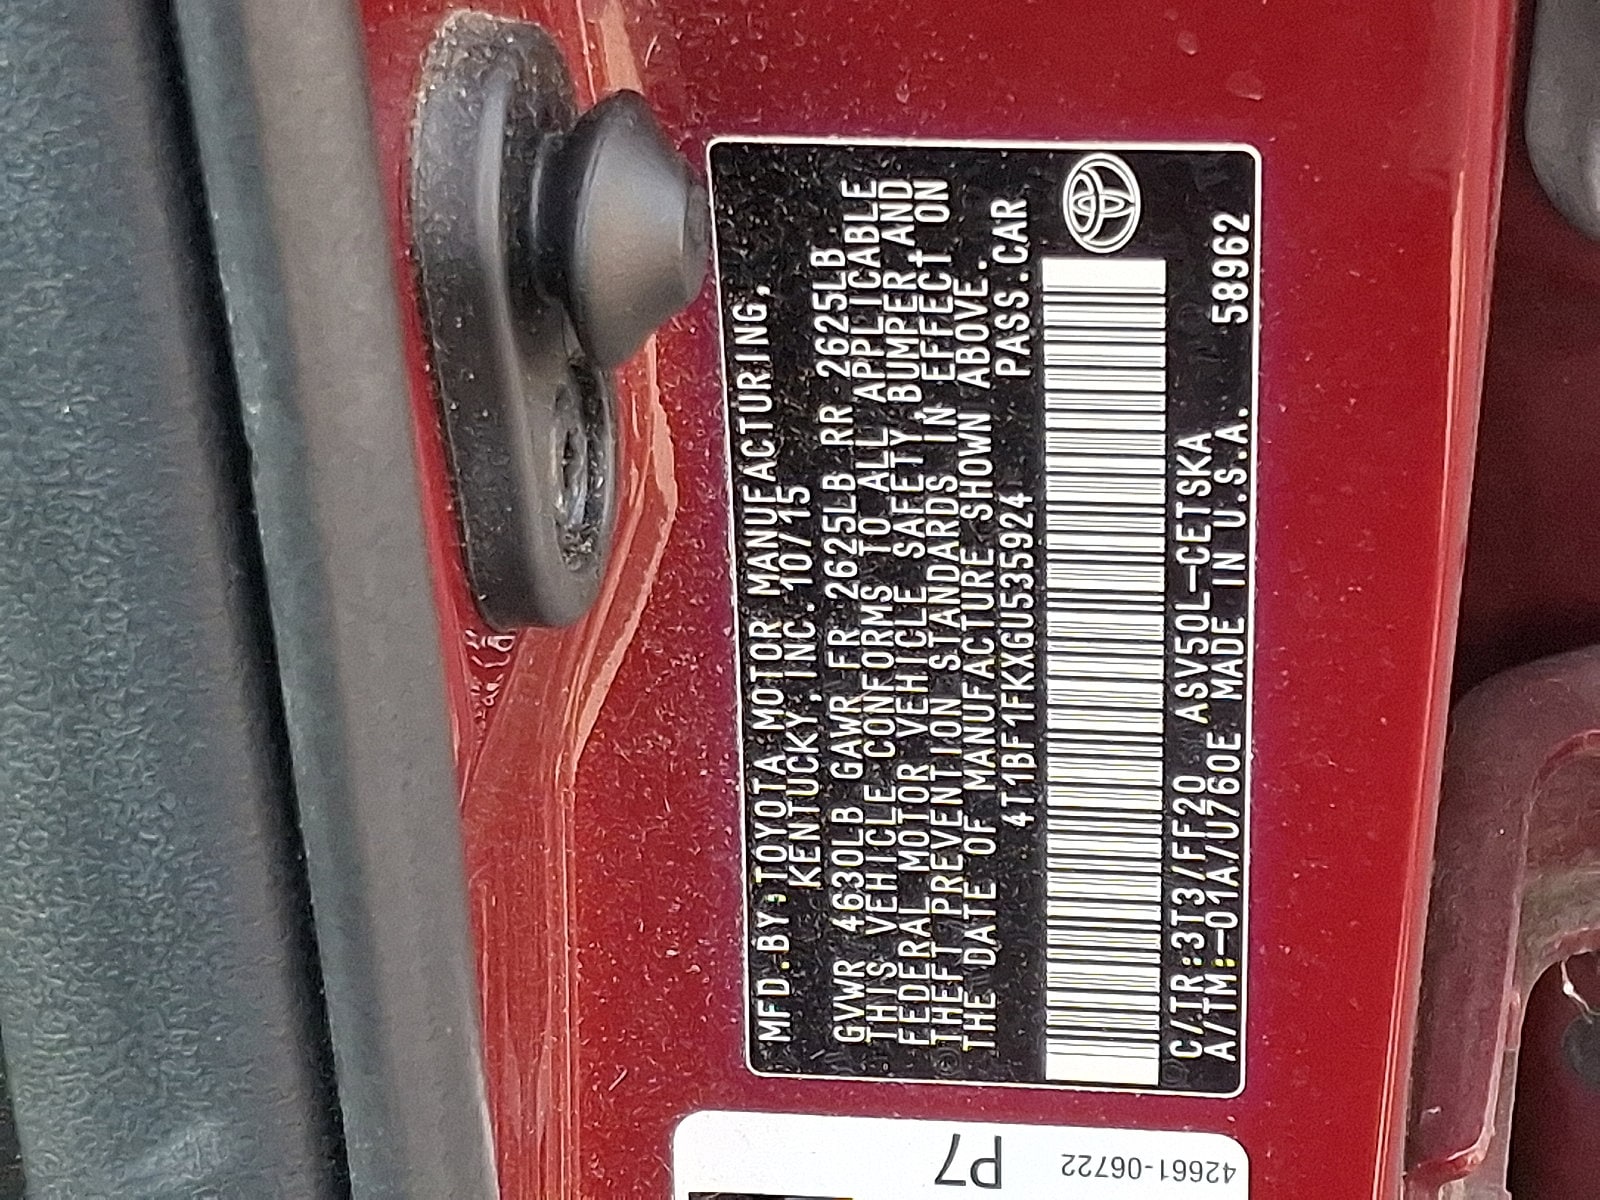 MFD.BY:TOYOTA MOTOR MANUFACTURING,
KENTUCKY,INC. 10/15
GVWR 4630LB GAWR FR 2625LB RR 2625LB
THIS VEHICLE CONFORMS TO ALL APPLICABLE
FEDERAL MOTOR VEHICLE SAFETY,BUMPER,AND
THEFT PREVENTION STANDARDS IN EFFECT ON
THE DATE OF MANUFACTURE SHOWN ABOVE.
4T1BF1FKXGU535924 PASS.CAR
C/TR:3T3/FF20 ASV50L-CETSKA
A/TM:-01A/U760E MADE IN U.S.A. 58962
P7
42661-06722